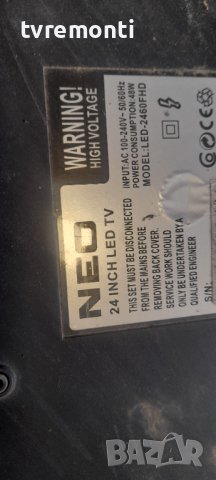 tvremonti
WARNING!
HIGH VOLTAGE
INPUT:AC 100-240V~ 50/60Hz
POWER CONSUMPTION:48W
MODEL:LED-2460FHD
NEO
24 INCH LED TV
THIS SET MUST BE DISCONNECTED
FROM THE MAINS BEFORE
REMOVING BACK COVER
SERVICE WORK SHOULD
ONLY BE UNDERTAKEN BY A
QUALIFIED ENGINEER
CE
BAZAR